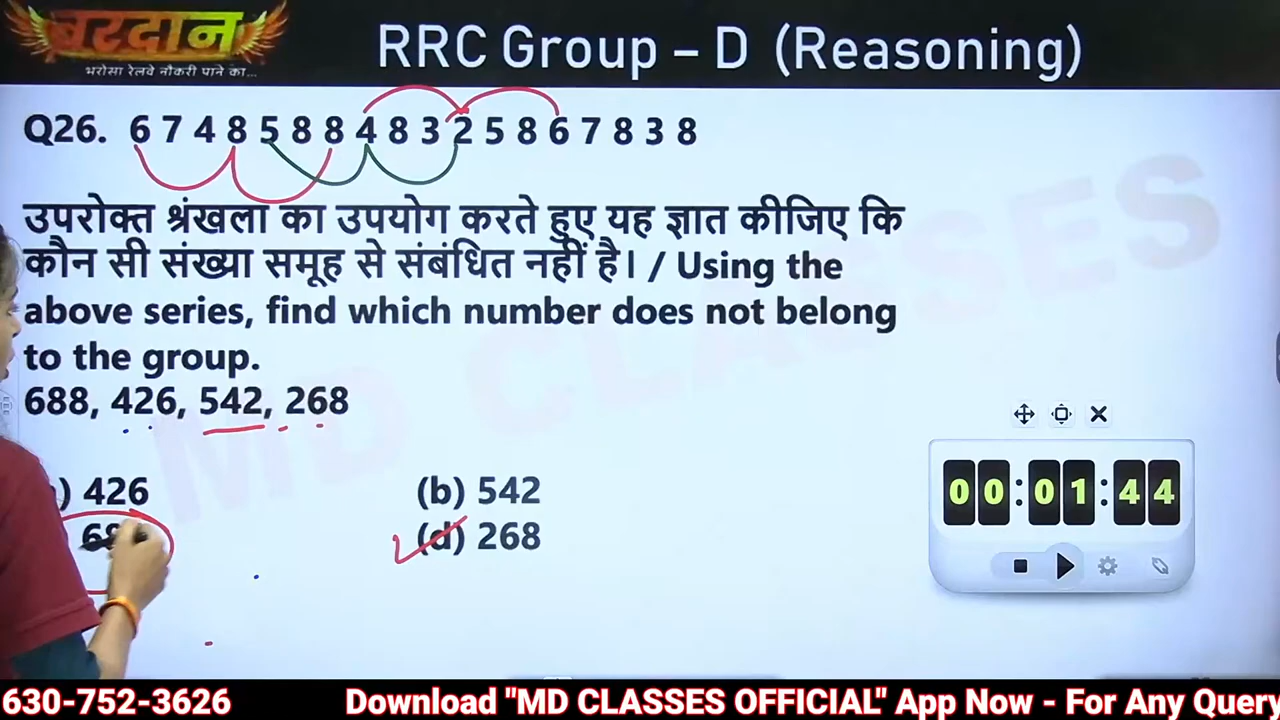 बरदान
भरोसा रेलवे नौकरी पाने का...
RRC Group – D (Reasoning)
Q26. 6 7 4 8 5 8 8 4 8 3 2 5 8 6 7 8 3 8
उपरोक्त श्रंखला का उपयोग करते हुए यह ज्ञात कीजिए कि
कौन सी संख्या समूह से संबंधित नहीं है। / Using the
above series, find which number does not belong
to the group.
688, 426, 542, 268
) 426
(b) 542
(d) 268
MD CLASSES
00:01:44
630-752-3626
Download "MD CLASSES OFFICIAL" App Now - For Any Query